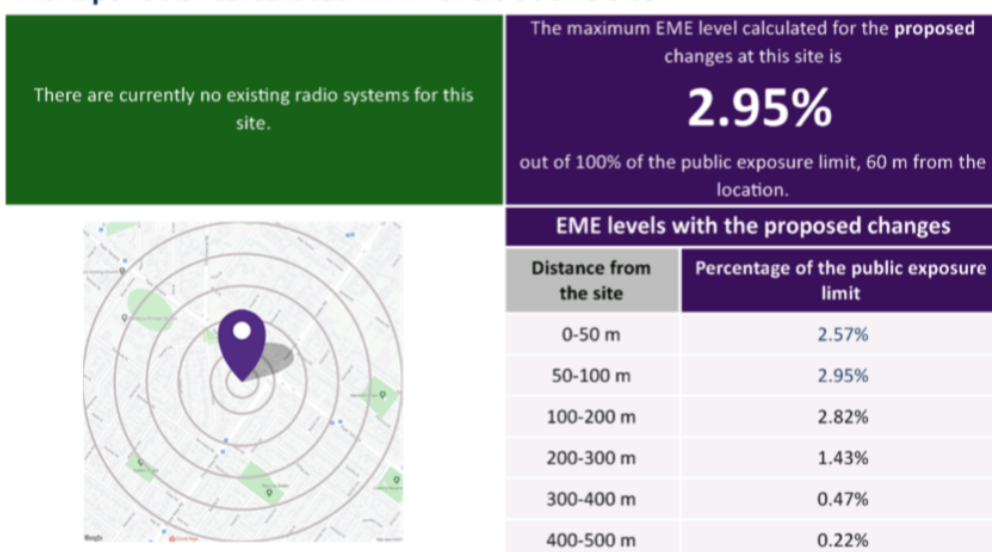 There are currently no existing radio systems for this
site.
The maximum EME level calculated for the proposed
changes at this site is
2.95%
out of 100% of the public exposure limit, 60 m from the
location.
EME levels with the proposed changes
Distance from
the site
Percentage of the public exposure
limit
0-50 m
2.57%
50-100 m
2.95%
100-200 m
2.82%
200-300 m
1.43%
300-400 m
0.47%
400-500 m
0.22%